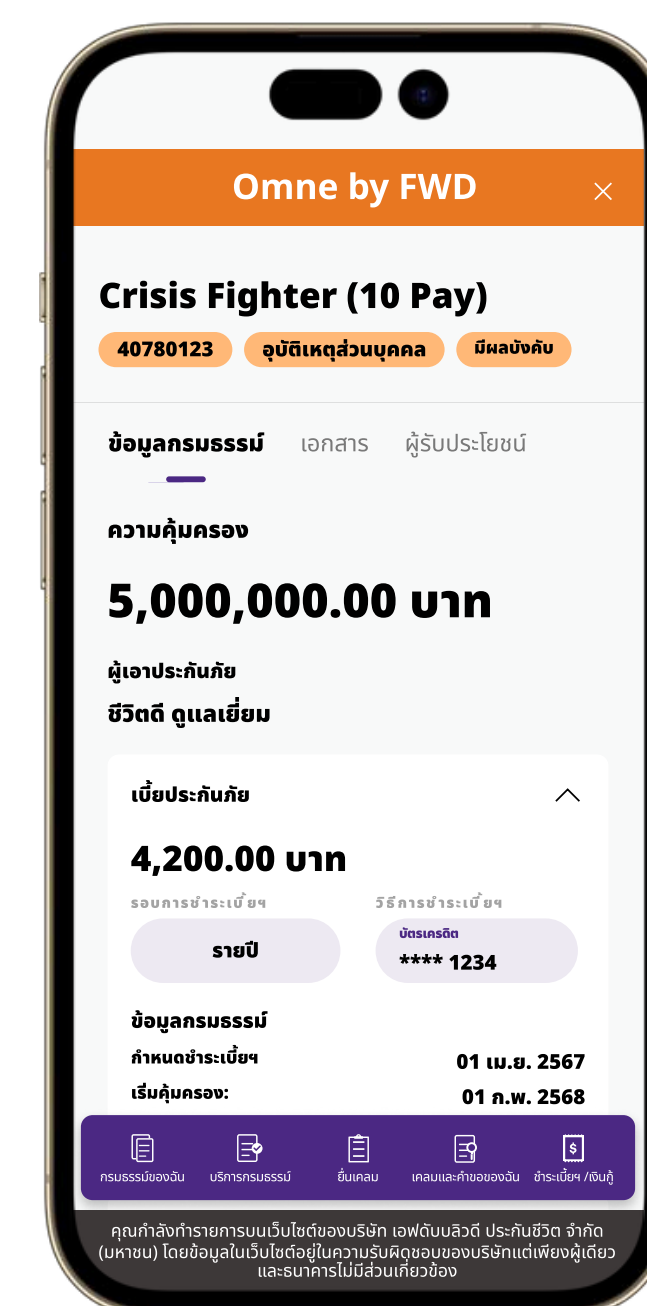 Omne by FWD
Crisis Fighter (10 Pay)
40780123 อุบัติเหตุส่วนบุคคล มีผลบังคับ
ข้อมูลกรมธรรม์ เอกสาร ผู้รับประโยชน์
ความคุ้มครอง
5,000,000.00 บาท
ผู้เอาประกันภัย
ชีวิตดี ดูแลเยี่ยม
เบี้ยประกันภัย
4,200.00 บาท
รอบการชำระเบี้ยฯ วิธีการชำระเบี้ยฯ
รายปี
บัตรเครดิต
**** 1234
ข้อมูลกรมธรรม์
กำหนดชำระเบี้ยฯ 01 เม.ย. 2567
เริ่มคุ้มครอง: 01 ก.พ. 2568
กรมธรรม์ของฉัน บริการกรมธรรม์ ยื่นเคลม เคลมและคำขอของฉัน ชำระเบี้ยฯ /เงินกู้
คุณกำลังทำรายการบนเว็บไซต์ของบริษัท เอฟดับบลิวดี ประกันชีวิต จำกัด
(มหาชน) โดยข้อมูลในเว็บไซต์อยู่ในความรับผิดชอบของบริษัทแต่เพียงผู้เดียว
และธนาคารไม่มีส่วนเกี่ยวข้อง